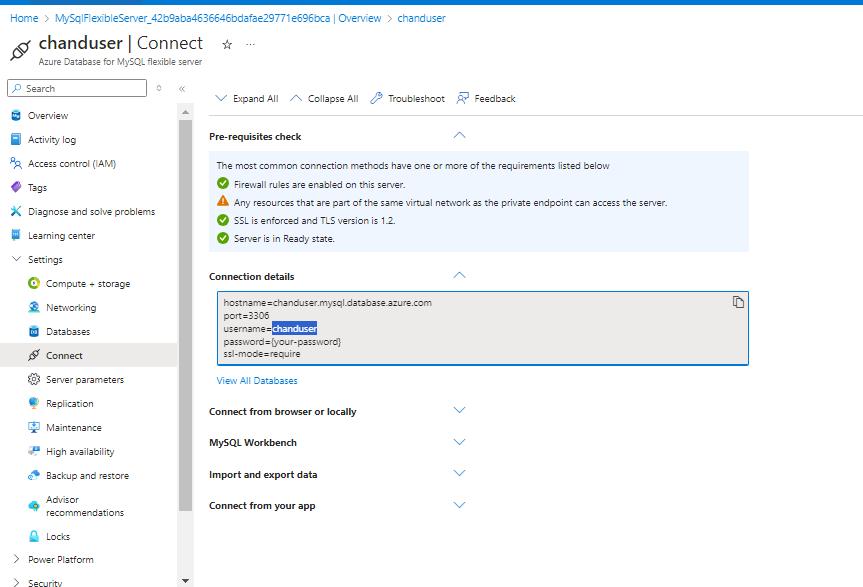 Home > MySqlFlexibleServer_42b9aba4636646bdafae29771e696bca | Overview > chanduser
chanduser | Connect
Azure Database for MySQL flexible server
Search
Overview
Activity log
Access control (IAM)
Tags
Diagnose and solve problems
Learning center
Settings
Compute + storage
Networking
Databases
Connect
Server parameters
Replication
Maintenance
High availability
Backup and restore
Advisor
recommendations
Locks
Power Platform
Security
Expand All
Collapse All
Troubleshoot
Feedback
Pre-requisites check
The most common connection methods have one or more of the requirements listed below
Firewall rules are enabled on this server.
Any resources that are part of the same virtual network as the private endpoint can access the server.
SSL is enforced and TLS version is 1.2.
Server is in Ready state.
Connection details
hostname=chanduser.mysql.database.azure.com
port=3306
username=chanduser
password={your-password}
ssl-mode=require
View All Databases
Connect from browser or locally
MySQL Workbench
Import and export data
Connect from your app